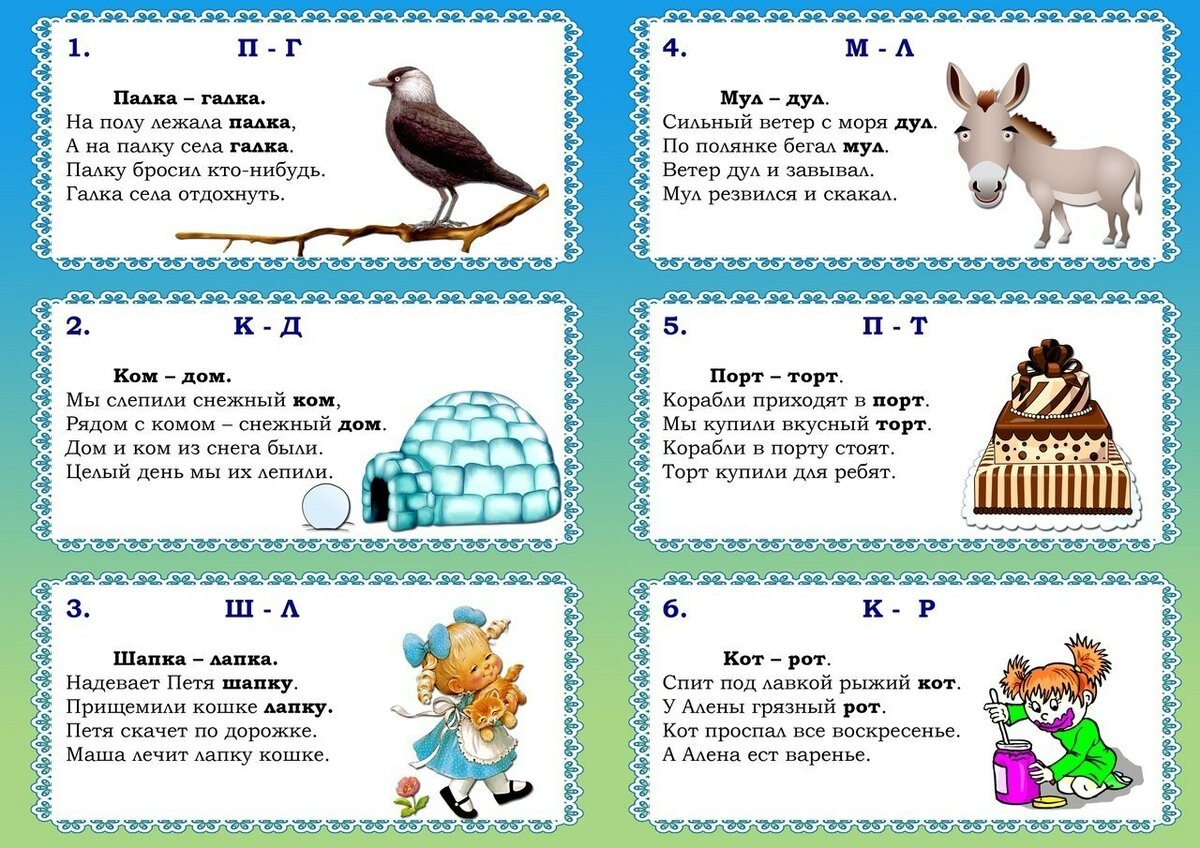 1. П - Г
Палка – галка.
На полу лежала палка,
А на палку села галка.
Палку бросил кто-нибудь.
Галка села отдохнуть.
2. К - Д
Ком – дом.
Мы слепили снежный ком,
Рядом с комом – снежный дом.
Дом и ком из снега были.
Целый день мы их лепили.
3. Ш - Л
Шапка – лапка.
Надевает Петя шапку.
Прищемили кошке лапку.
Петя скачет по дорожке.
Маша лечит лапку кошке.
4. М - Л
Мул – дул.
Сильный ветер с моря дул.
По полянке бегал мул.
Ветер дул и завывал.
Мул резвился и скакал.
5. П - Т
Порт – торт.
Корабли приходят в порт.
Мы купили вкусный торт.
Корабли в порту стоят.
Торт купили для ребят.
6. К - Р
Кот – рот.
Спит под лавкой рыжий кот.
У Алены грязный рот.
Кот проспал все воскресенье.
А Алена ест варенье.